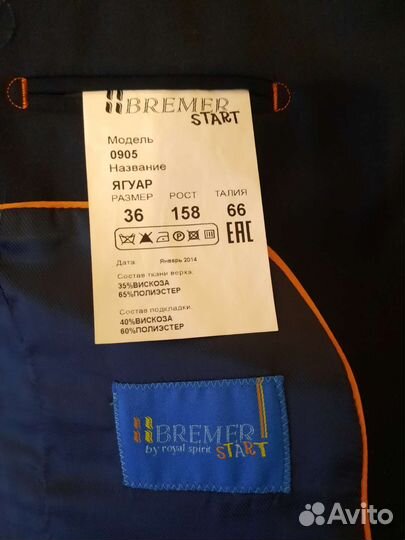 BREMER
START
Модель
0905
Название
ЯГУАР
РАЗМЕР РОСТ ТАЛИЯ
36 158 66
EAC
Дата: Январь 2014
Состав ткани верха:
35%ВИСКОЗА
65%ПОЛИЭСТЕР
Состав подкладки:
40%ВИСКОЗА
60%ПОЛИЭСТЕР
BREMER
by royal spirit START
Avito